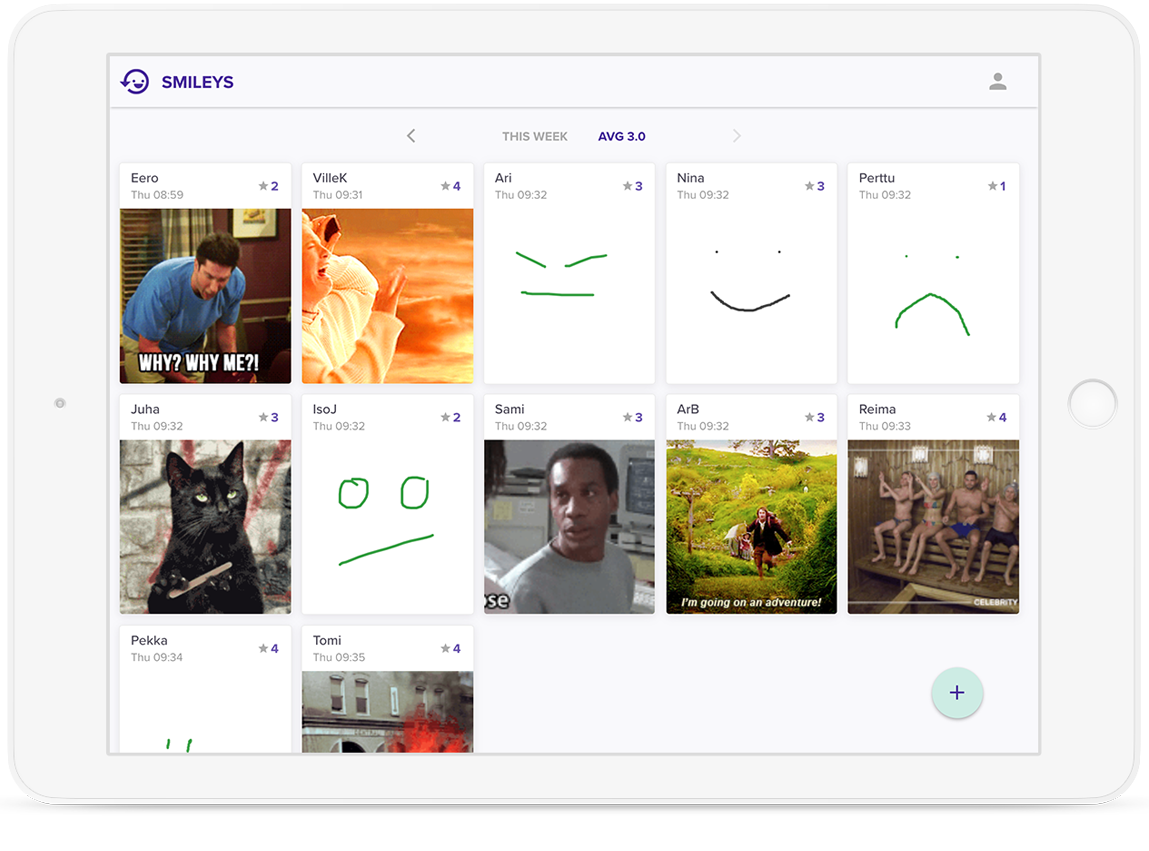 SMILEYS
THIS WEEK AVG 3.0
Eero
Thu 08:59
2
VilleK
Thu 09:31
4
Ari
Thu 09:32
3
Nina
Thu 09:32
3
Perttu
Thu 09:32
1
WHY? WHY ME?!
Juha
Thu 09:32
3
IsoJ
Thu 09:32
2
Sami
Thu 09:32
3
ArB
Thu 09:32
3
Reima
Thu 09:33
4
se
I'm going on an adventure!
CELEBRITY
Pekka
Thu 09:34
4
Tomi
Thu 09:35
4